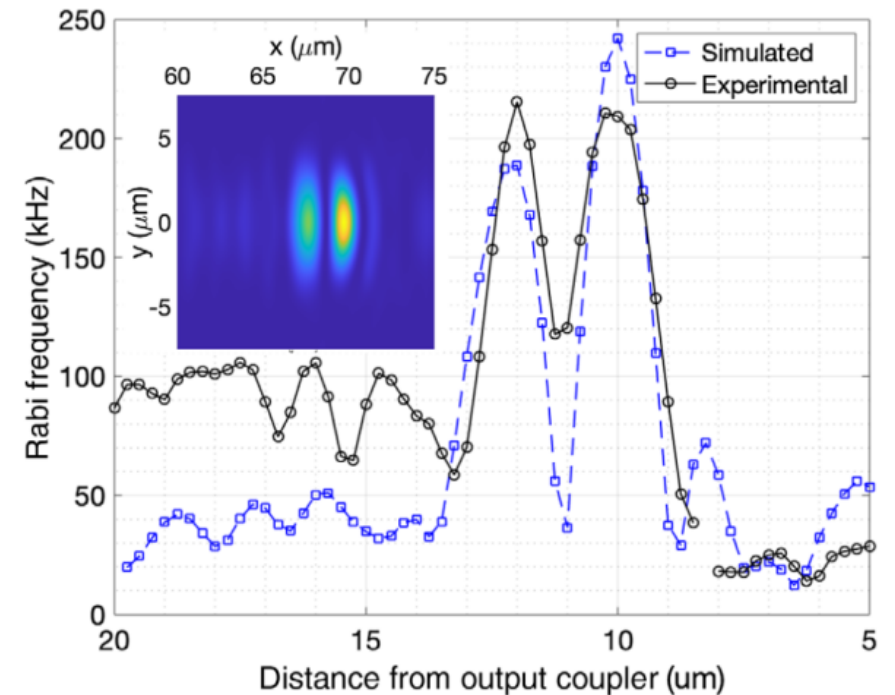 250
200
150
100
50
0
Rabi frequency (kHz)
20
15
10
5
Distance from output coupler (um)
Simulated
Experimental
x (μm)
60
65
70
75
y (μm)
5
0
-5